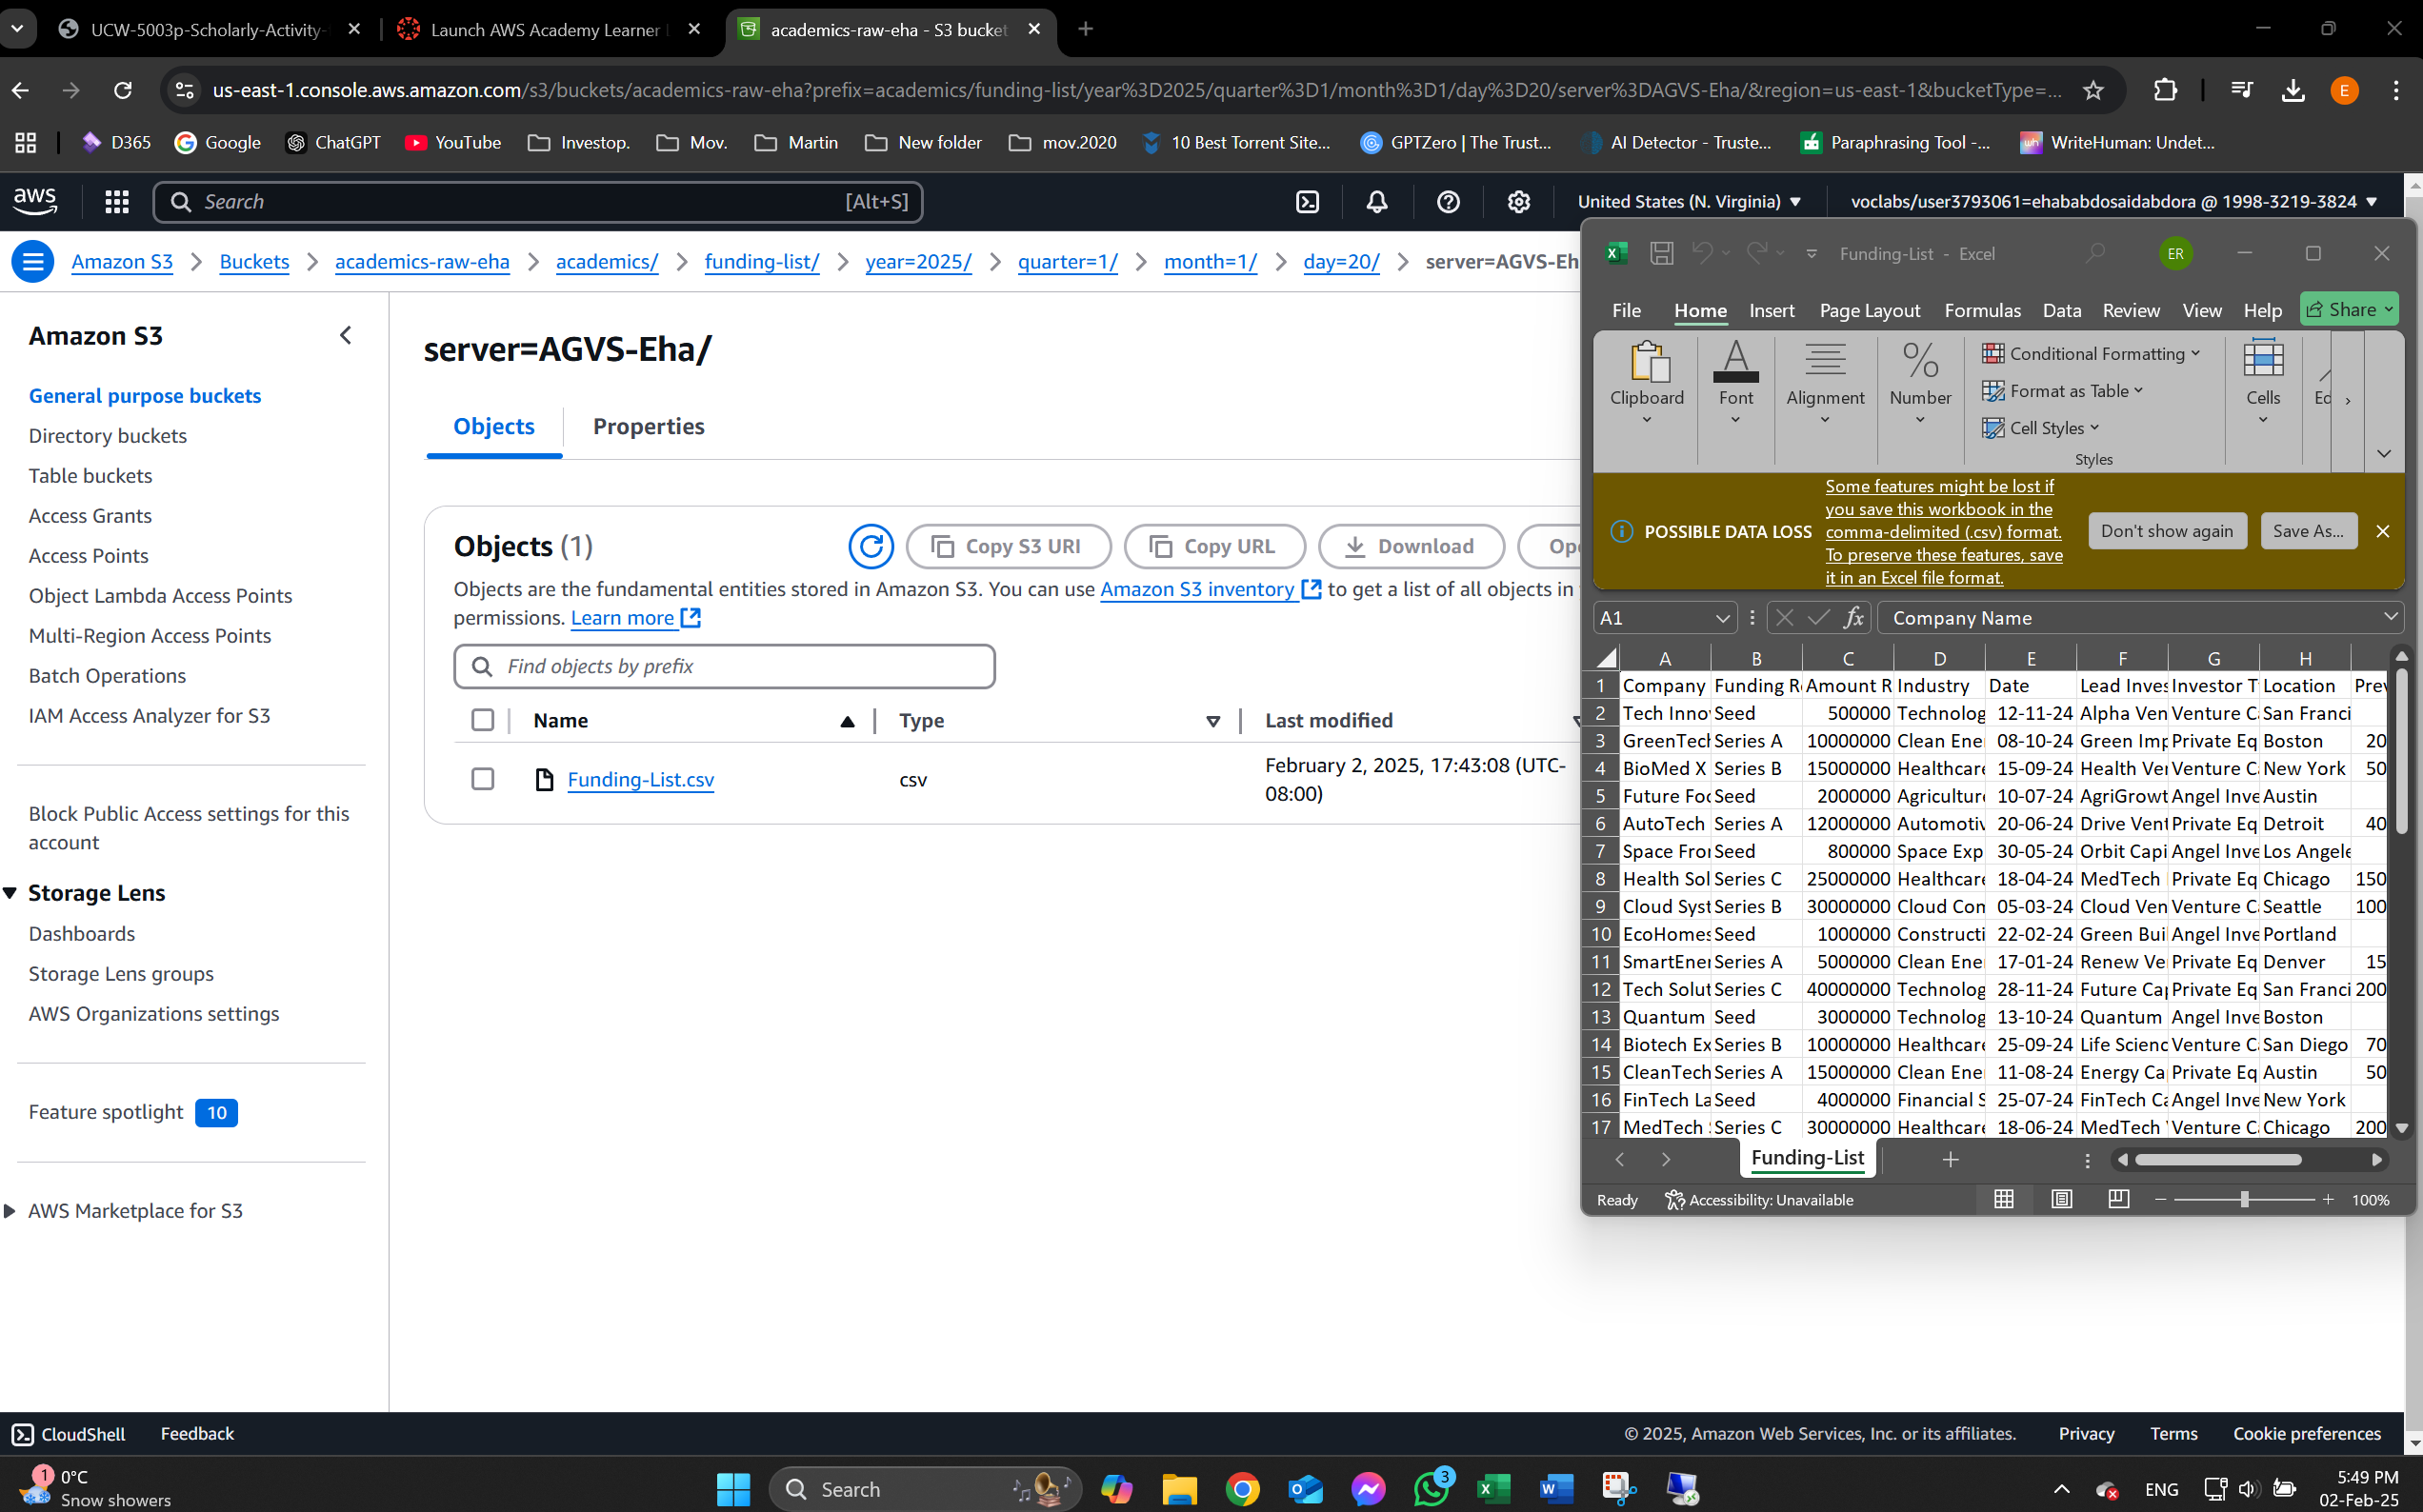 UCW-5003p-Scholarly-Activity-
Launch AWS Academy Learner
academics-raw-eha - S3 bucket
us-east-1.console.aws.amazon.com/s3/buckets/academics-raw-eha?prefix=academics/funding-list/year%3D2025/quarter%3D1/month%3D1/day%3D20/server%3DAGVS-Eha/&region=us-east-1&bucketType=...
E
D365
Google
ChatGPT
YouTube
Investop.
Mov.
Martin
New folder
mov.2020
10 Best Torrent Site...
GPTZero | The Trust...
AI Detector - Truste...
Paraphrasing Tool -...
WriteHuman: Undet...
aws
Search
[Alt+S]
United States (N. Virginia)
voclabs/user3793061=ehababdosaidabdora @ 1998-3219-3824
Amazon S3
Buckets
academics-raw-eha
academics/
funding-list/
year=2025/
quarter=1/
month=1/
day=20/
server=AGVS-Eh
Amazon S3
General purpose buckets
Directory buckets
Table buckets
Access Grants
Access Points
Object Lambda Access Points
Multi-Region Access Points
Batch Operations
IAM Access Analyzer for S3
Block Public Access settings for this
account
Storage Lens
Dashboards
Storage Lens groups
AWS Organizations settings
Feature spotlight 10
AWS Marketplace for S3
server=AGVS-Eha/
Objects
Properties
Objects (1)
Copy S3 URI
Copy URL
Download
Op
Objects are the fundamental entities stored in Amazon S3. You can use Amazon S3 inventory to get a list of all objects in
permissions. Learn more
Find objects by prefix
Name Type Last modified
Funding-List.csv csv February 2, 2025, 17:43:08 (UTC-
08:00)
Funding-List - Excel
ER
File Home Insert Page Layout Formulas Data Review View Help Share
Clipboard
Font
Alignment
Number
Conditional Formatting
Format as Table
Cell Styles
Styles
Cells
Ed
POSSIBLE DATA LOSS
Some features might be lost if
you save this workbook in the
comma-delimited (.csv) format.
To preserve these features, save
it in an Excel file format.
Don't show again
Save As...
A1 fx Company Name
A B C D E F G H
1 Company Funding R Amount R Industry Date Lead Inves Investor T Location Prev
2 Tech Inno Seed 500000 Technolog 12-11-24 Alpha Ven Venture C San Franci
3 GreenTech Series A 10000000 Clean Ene 08-10-24 Green Imp Private Eq Boston 20
4 BioMed X Series B 15000000 Healthcare 15-09-24 Health Ve Venture C New York 50
5 Future Foo Seed 2000000 Agricultur 10-07-24 AgriGrowt Angel Inve Austin
6 AutoTech Series A 12000000 Automotiv 20-06-24 Drive Vent Private Eq Detroit 40
7 Space Fro Seed 800000 Space Exp 30-05-24 Orbit Capi Angel Inve Los Angele
8 Health Sol Series C 25000000 Healthcare 18-04-24 MedTech Private Eq Chicago 150
9 Cloud Syst Series B 30000000 Cloud Com 05-03-24 Cloud Ven Venture C Seattle 100
10 EcoHomes Seed 1000000 Constructi 22-02-24 Green Bui Angel Inve Portland
11 SmartEner Series A 5000000 Clean Ene 17-01-24 Renew Ve Private Eq Denver 15
12 Tech Solut Series C 40000000 Technolog 28-11-24 Future Cap Private Eq San Franci 200
13 Quantum Seed 3000000 Technolog 13-10-24 Quantum Angel Inve Boston
14 Biotech Ex Series B 10000000 Healthcare 25-09-24 Life Scienc Venture C San Diego 70
15 CleanTech Series A 15000000 Clean Ene 11-08-24 Energy Ca Private Eq Austin 50
16 FinTech La Seed 4000000 Financial S 25-07-24 FinTech Ca Angel Inve New York
17 MedTech Series C 30000000 Healthcare 18-06-24 MedTech Venture C Chicago 200
Funding-List
Ready
Accessibility: Unavailable
100%
CloudShell
Feedback
© 2025, Amazon Web Services, Inc. or its affiliates.
Privacy
Terms
Cookie preferences
1
0°C
Snow showers
Search
3
ENG
5:49 PM
02-Feb-25